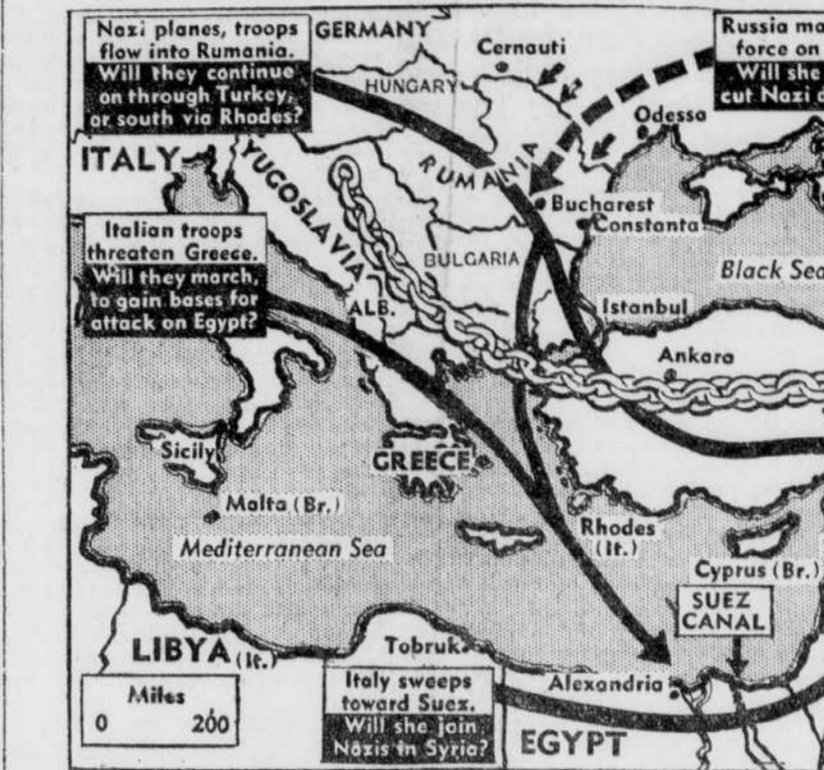 Nazi planes, troops
flow into Rumania.
Will they continue
on through Turkey,
or south via Rhodes?
GERMANY
Cernauti
HUNGARY
Russia
force on
Will she
cut Nazi
Odessa
ITALY
YUGOSLAVIA
RUMANIA
Bucharest
Constanta
Italian troops
threaten Greece.
Will they march,
to gain bases for
attack on Egypt?
BULGARIA
Black Sea
ALB.
Istanbul
Ankara
Sicily
GREECE
Malta (Br.)
Mediterranean Sea
Rhodes
(It.)
Cyprus (Br.)
SUEZ
CANAL
LIBYA (It.)
Tobruk
Miles
0 200
Italy sweeps
toward Suez.
Will she join
Nazis in Syria?
Alexandria
EGYPT